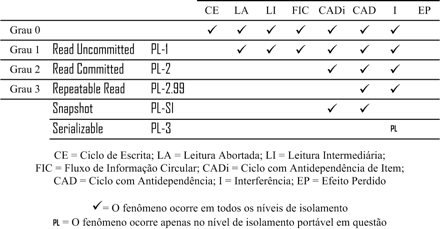 CE LA LI FIC CADi CAD I EP
Grau 0 ✓ ✓ ✓ ✓ ✓ ✓ ✓
Grau 1 Read Uncommitted PL-1 ✓ ✓ ✓ ✓ ✓ ✓
Grau 2 Read Committed PL-2 ✓ ✓ ✓
Grau 3 Repeatable Read PL-2.99 ✓ ✓
Snapshot PL-SI ✓ ✓
Serializable PL-3 PL
CE = Ciclo de Escrita; LA = Leitura Abortada; LI = Leitura Intermediária;
FIC = Fluxo de Informação Circular; CADi = Ciclo com Antidependência de Item;
CAD = Ciclo com Antidependência; I = Interferência; EP = Efeito Perdido
✓ = O fenômeno ocorre em todos os níveis de isolamento
PL = O fenômeno ocorre apenas no nível de isolamento portável em questão